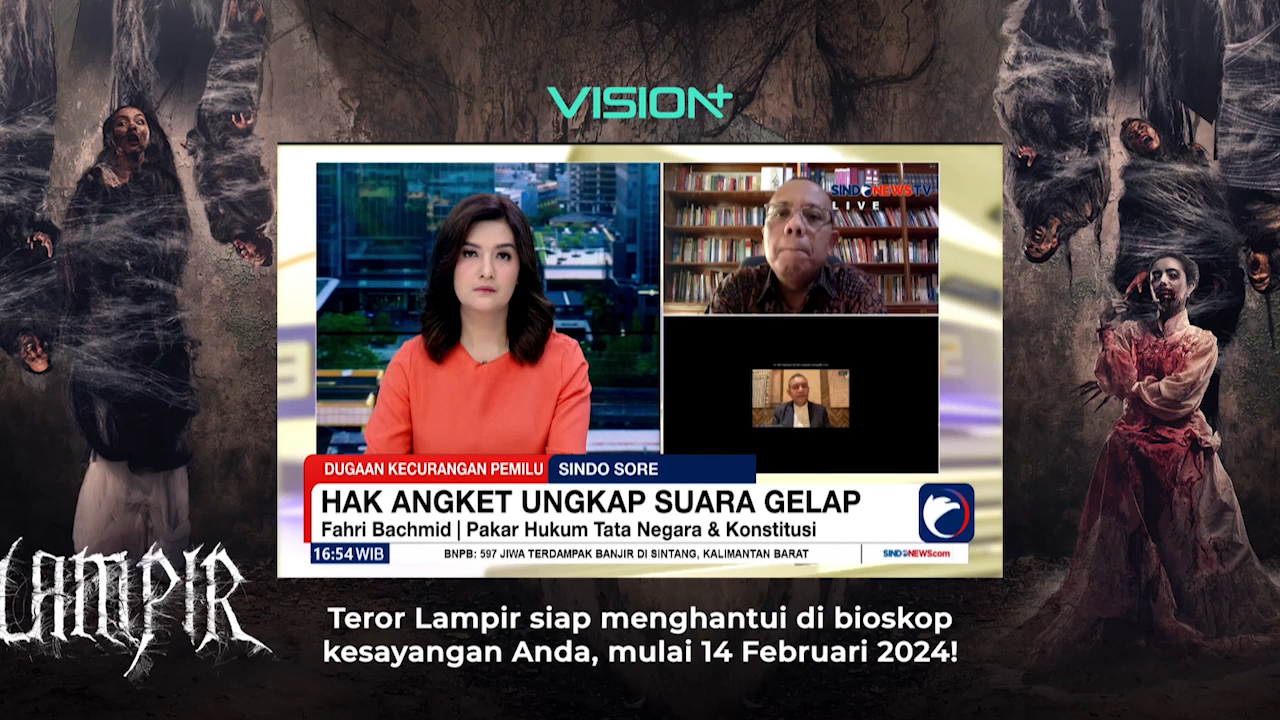 VISION+
SINDONEWS TV
LIVE
DUGAAN KECURANGAN PEMILU
SINDO SORE
HAK ANGKET UNGKAP SUARA GELAP
Fahri Bachmid | Pakar Hukum Tata Negara & Konstitusi
16:54 WIB
BNPB: 597 JIWA TERDAMPAK BANJIR DI SINTANG, KALIMANTAN BARAT
SINDONEWS.com
LAMPIR
Teror Lampir siap menghantui di bioskop
kesayangan Anda, mulai 14 Februari 2024!